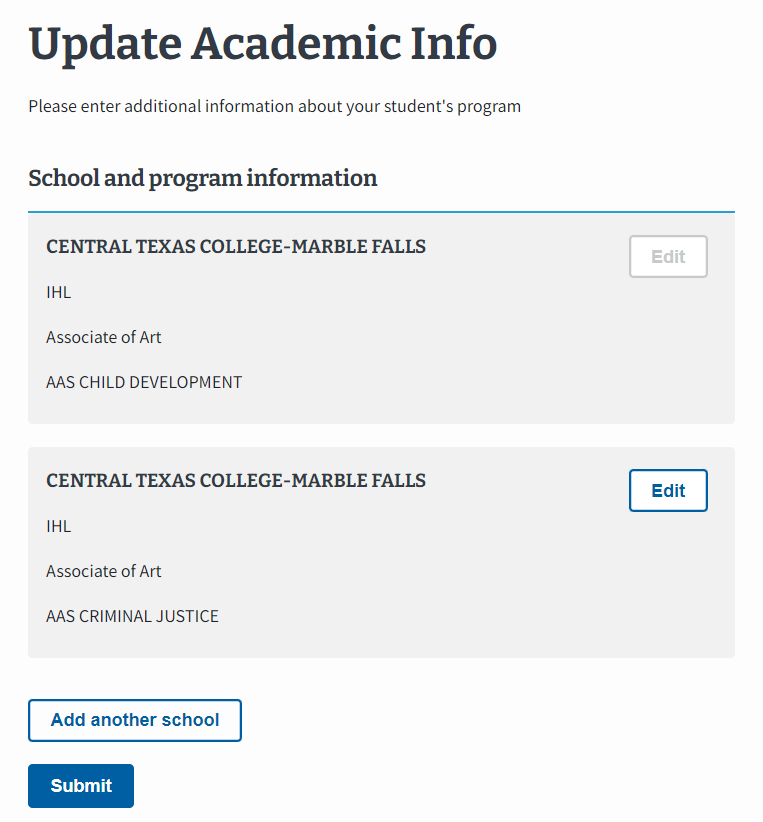 Update Academic Info
Please enter additional information about your student's program
School and program information
CENTRAL TEXAS COLLEGE-MARBLE FALLS
Edit
IHL
Associate of Art
AAS CHILD DEVELOPMENT
CENTRAL TEXAS COLLEGE-MARBLE FALLS
Edit
IHL
Associate of Art
AAS CRIMINAL JUSTICE
Add another school
Submit